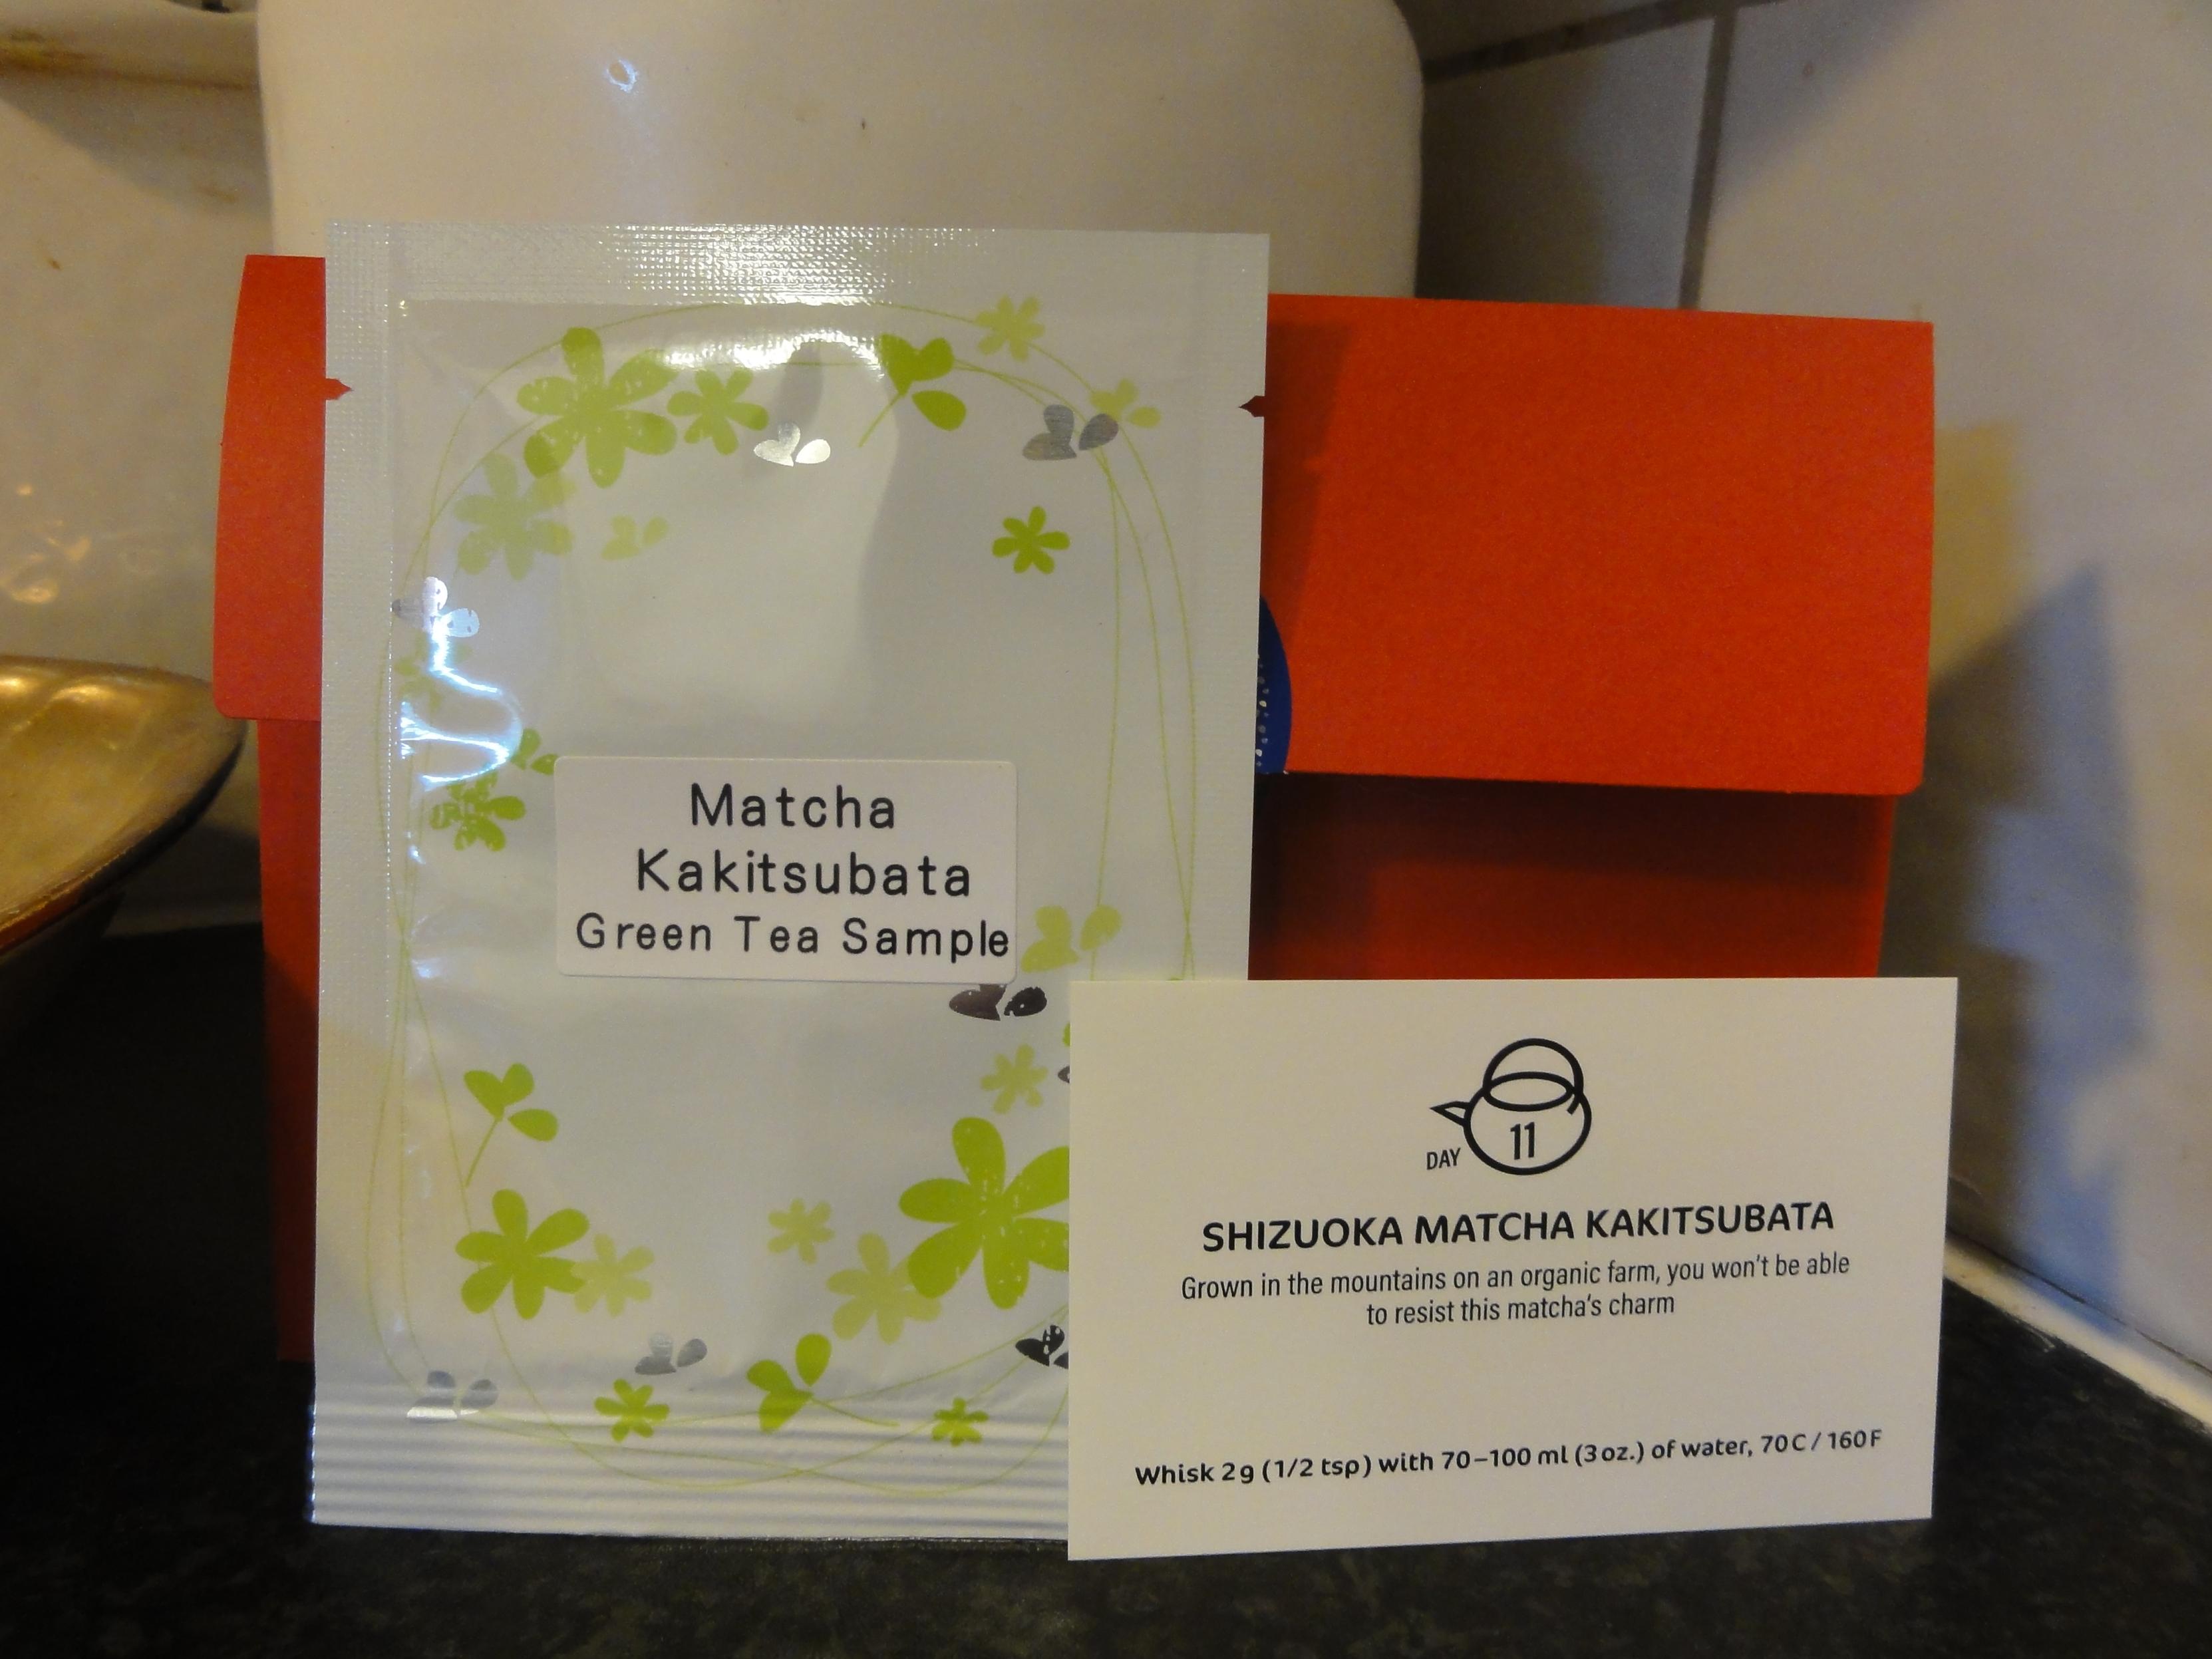 Matcha
Kakitsubata
Green Tea Sample
DAY 11
SHIZUOKA MATCHA KAKITSUBATA
Grown in the mountains on an organic farm, you won't be able
to resist this matcha's charm
Whisk 2g (1/2 tsp) with 70–100 ml (3 oz.) of water, 70C / 160F